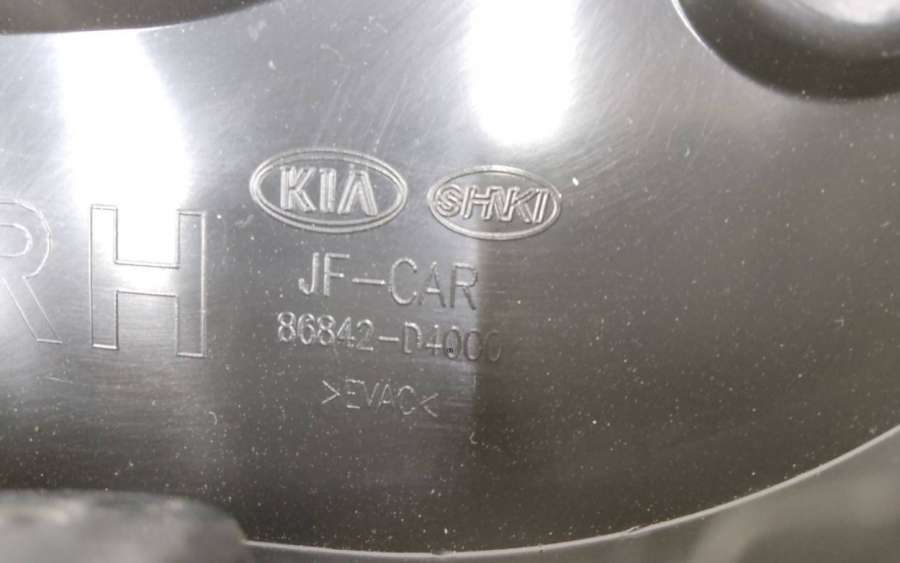 KIA SHNKI
RH
JF-CAR
86842-D4000
>EVAC<